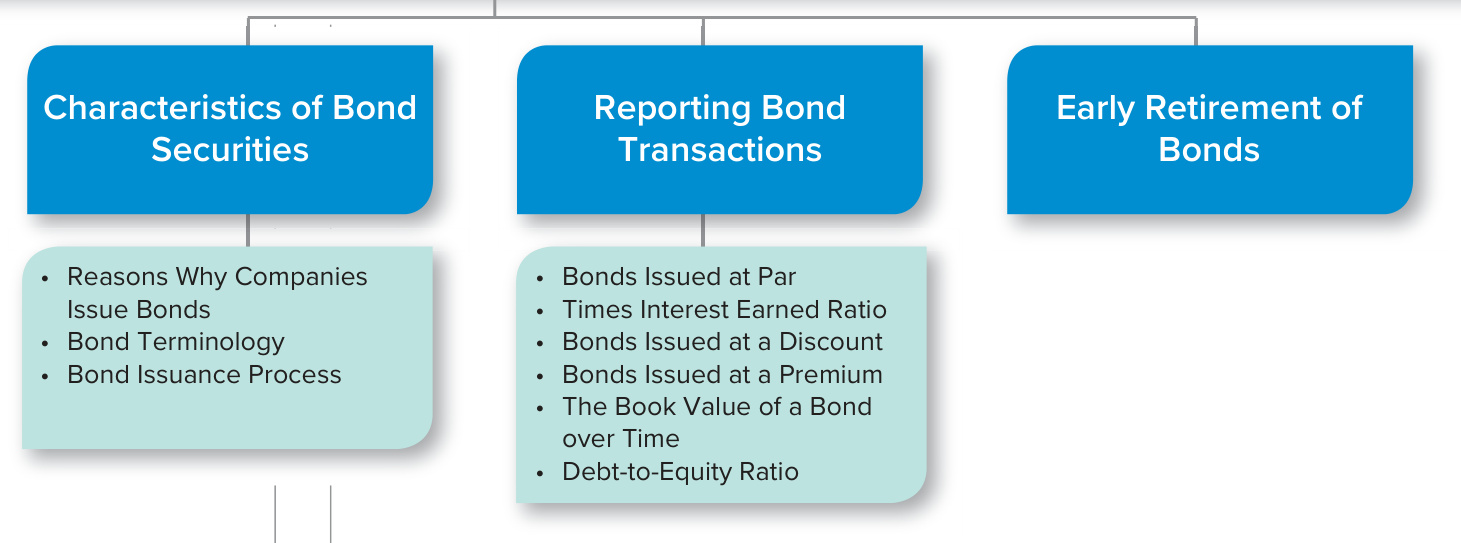 Characteristics of Bond
Securities
• Reasons Why Companies
Issue Bonds
• Bond Terminology
• Bond Issuance Process
Reporting Bond
Transactions
• Bonds Issued at Par
• Times Interest Earned Ratio
• Bonds Issued at a Discount
• Bonds Issued at a Premium
• The Book Value of a Bond
over Time
• Debt-to-Equity Ratio
Early Retirement of
Bonds